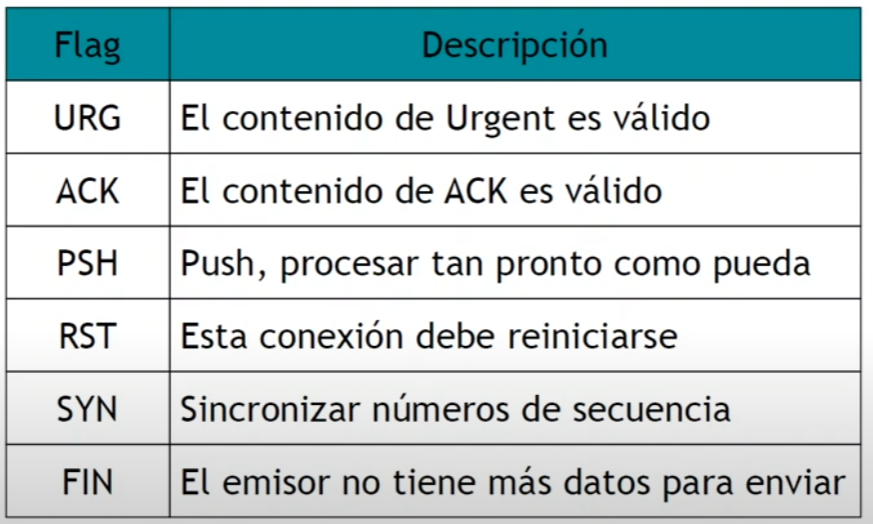 Flag Descripción
URG El contenido de Urgent es válido
ACK El contenido de ACK es válido
PSH Push, procesar tan pronto como pueda
RST Esta conexión debe reiniciarse
SYN Sincronizar números de secuencia
FIN El emisor no tiene más datos para enviar